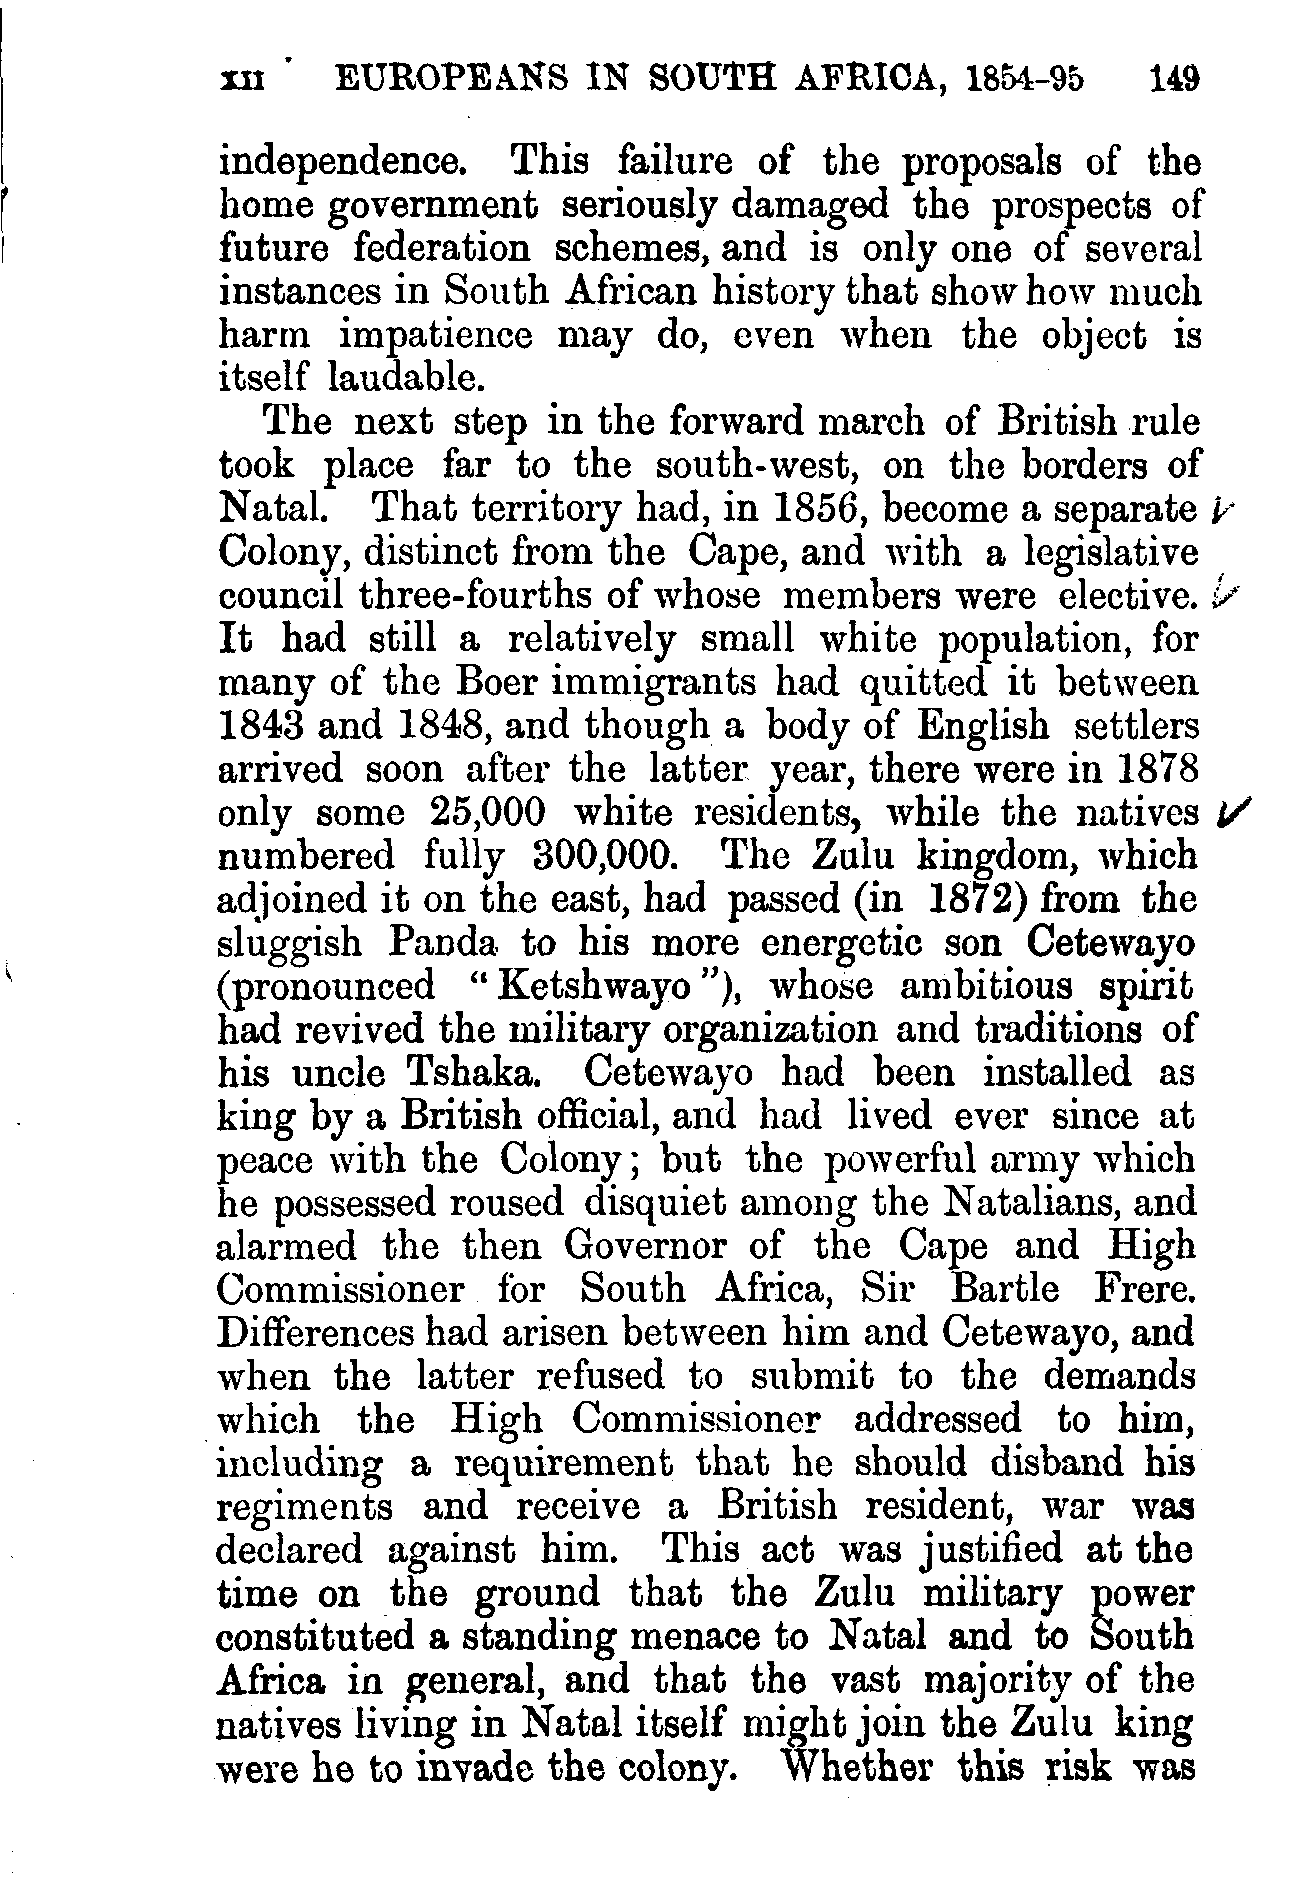 XII EUROPEANS IN SOUTH AFRICA, 1854-95 149
independence. This failure of the proposals of the
home government seriously damaged the prospects of
future federation schemes, and is only one of several
instances in South African history that show how much
harm impatience may do, even when the object is
itself laudable.
The next step in the forward march of British rule
took place far to the south-west, on the borders of
Natal. That territory had, in 1856, become a separate
Colony, distinct from the Cape, and with a legislative
council three-fourths of whose members were elective.
It had still a relatively small white population, for
many of the Boer immigrants had quitted it between
1843 and 1848, and though a body of English settlers
arrived soon after the latter year, there were in 1878
only some 25,000 white residents, while the natives
numbered fully 300,000. The Zulu kingdom, which
adjoined it on the east, had passed (in 1872) from the
sluggish Panda to his more energetic son Cetewayo
(pronounced "Ketshwayo"), whose ambitious spirit
had revived the military organization and traditions of
his uncle Tshaka. Cetewayo had been installed as
king by a British official, and had lived ever since at
peace with the Colony; but the powerful army which
he possessed roused disquiet among the Natalians, and
alarmed the then Governor of the Cape and High
Commissioner for South Africa, Sir Bartle Frere.
Differences had arisen between him and Cetewayo, and
when the latter refused to submit to the demands
which the High Commissioner addressed to him,
including a requirement that he should disband his
regiments and receive a British resident, war was
declared against him. This act was justified at the
time on the ground that the Zulu military power
constituted a standing menace to Natal and to South
Africa in general, and that the vast majority of the
natives living in Natal itself might join the Zulu king
were he to invade the colony. Whether this risk was